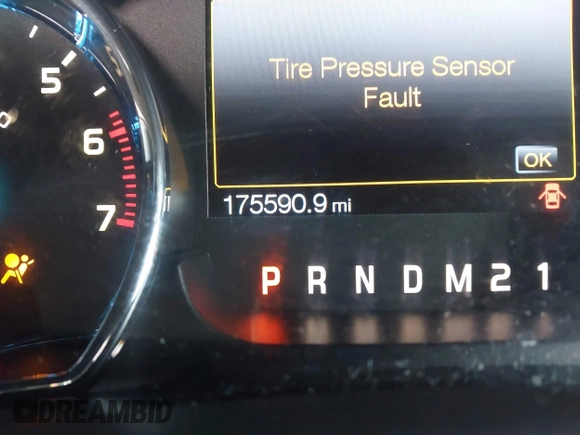 Tire Pressure Sensor
Fault
OK
175590.9 mi
5
6
7
P R N D M 2 1
DREAMBID